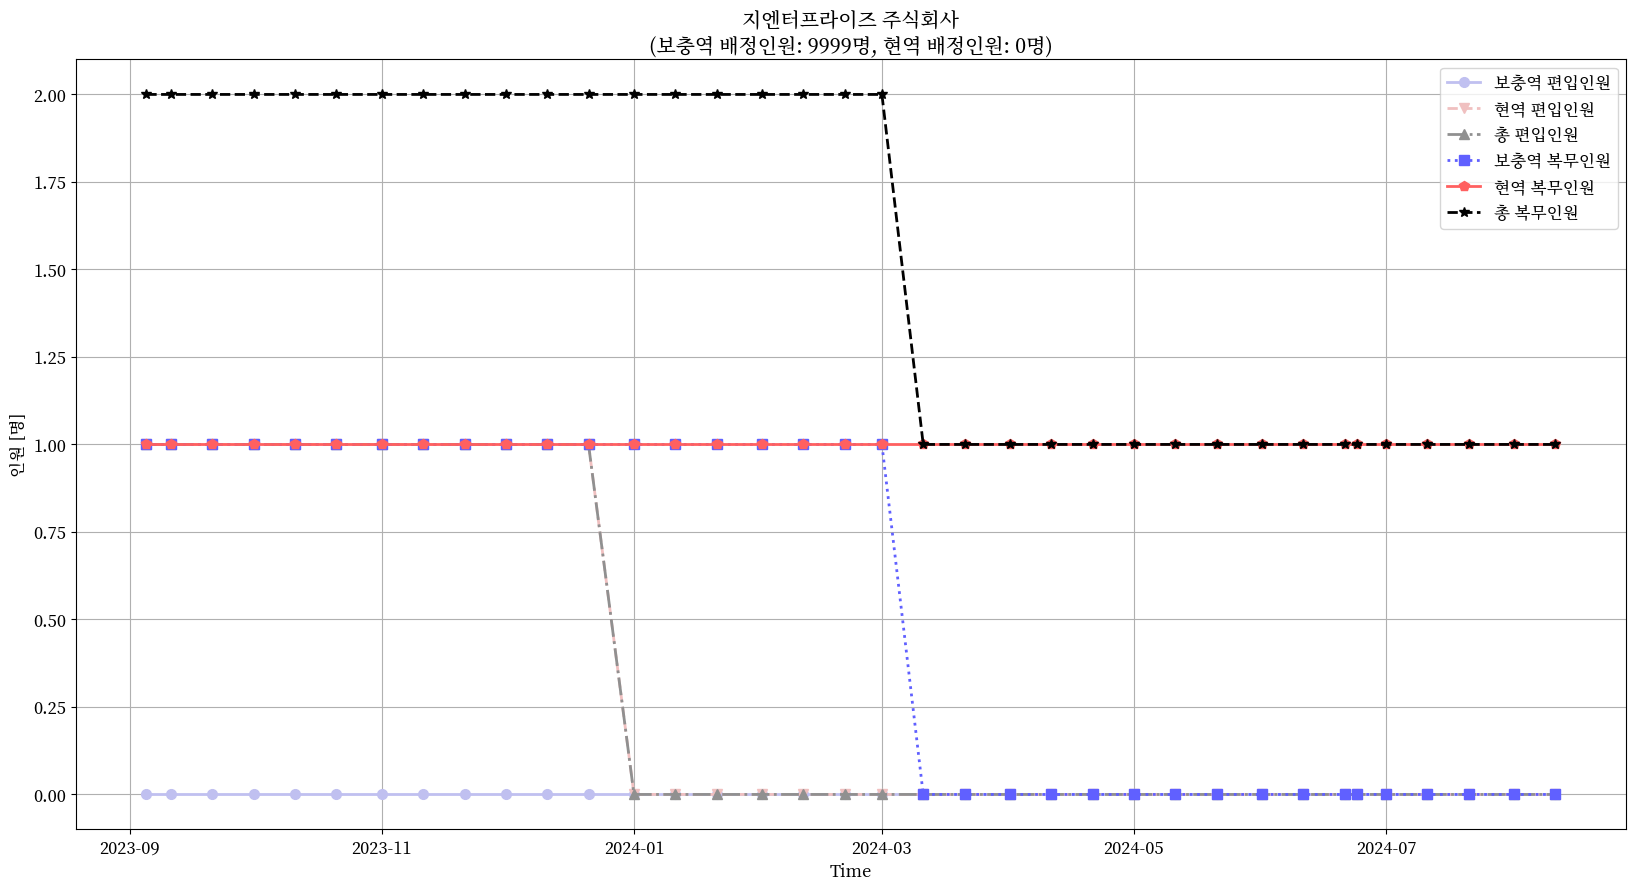 지엔터프라이즈 주식회사
(보충역 배정인원: 9999명, 현역 배정인원: 0명)
보충역 편입인원
현역 편입인원
총 편입인원
보충역 복무인원
현역 복무인원
총 복무인원
2.00
1.75
1.50
1.25
1.00
0.75
0.50
0.25
0.00
인원 [명]
2023-09
2023-11
2024-01
2024-03
2024-05
2024-07
Time